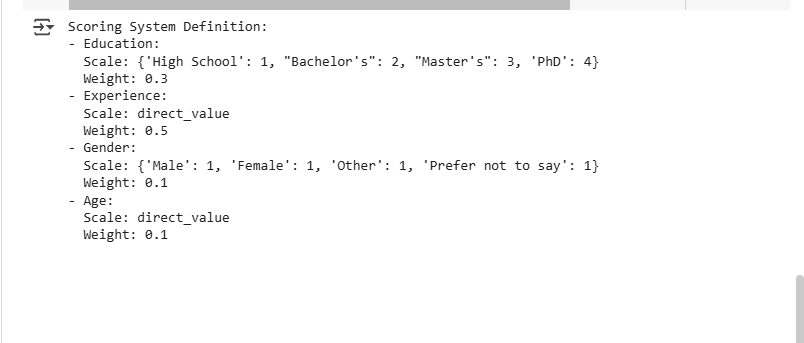 Scoring System Definition:
- Education:
Scale: {'High School': 1, "Bachelor's": 2, "Master's": 3, 'PhD': 4}
Weight: 0.3
- Experience:
Scale: direct_value
Weight: 0.5
- Gender:
Scale: {'Male': 1, 'Female': 1, 'Other': 1, 'Prefer not to say': 1}
Weight: 0.1
- Age:
Scale: direct_value
Weight: 0.1